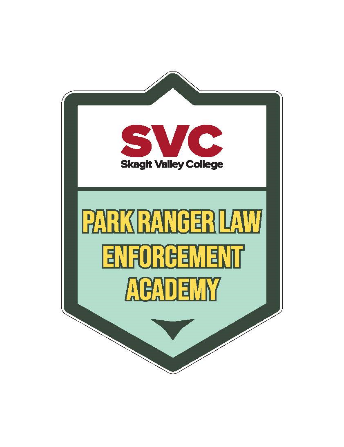 SVC
Skagit Valley College
PARK RANGER LAW
ENFORCEMENT
ACADEMY